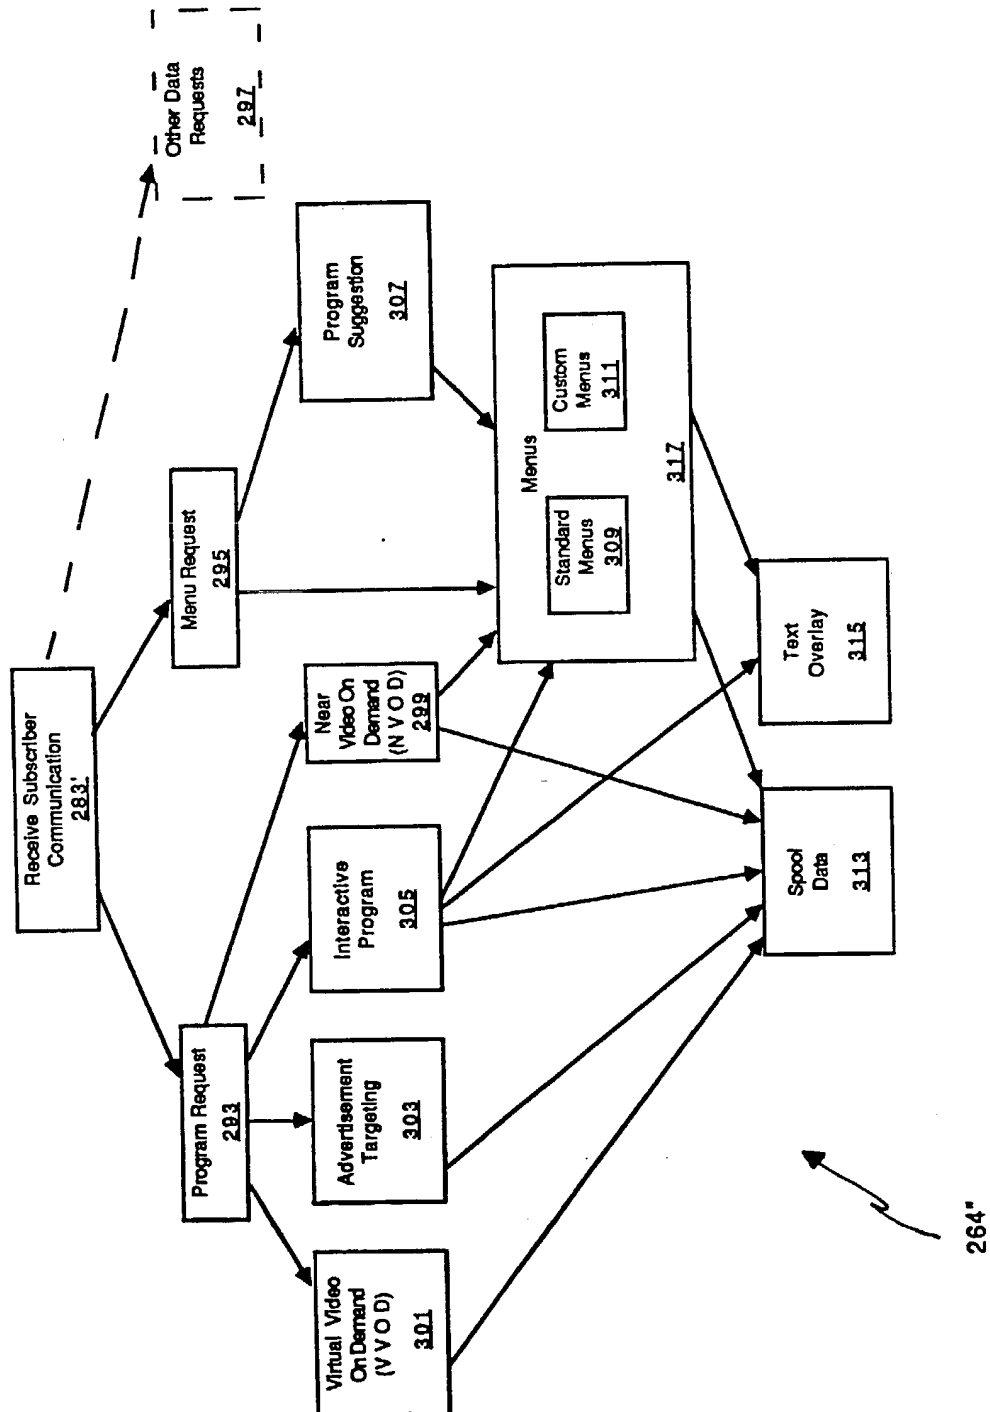 Receive Subscriber
Communication
283'
Program Request
293
Menu Request
295
Other Data
Requests
297
Virtual Video
On Demand
(V V O D)
301
Advertisement
Targeting
303
Interactive
Program
305
Near
Video On
Demand
(N V O D)
299
Program
Suggestion
307
Menus
Standard
Menus
309
Custom
Menus
311
317
Spool
Data
313
Text
Overlay
315
264"